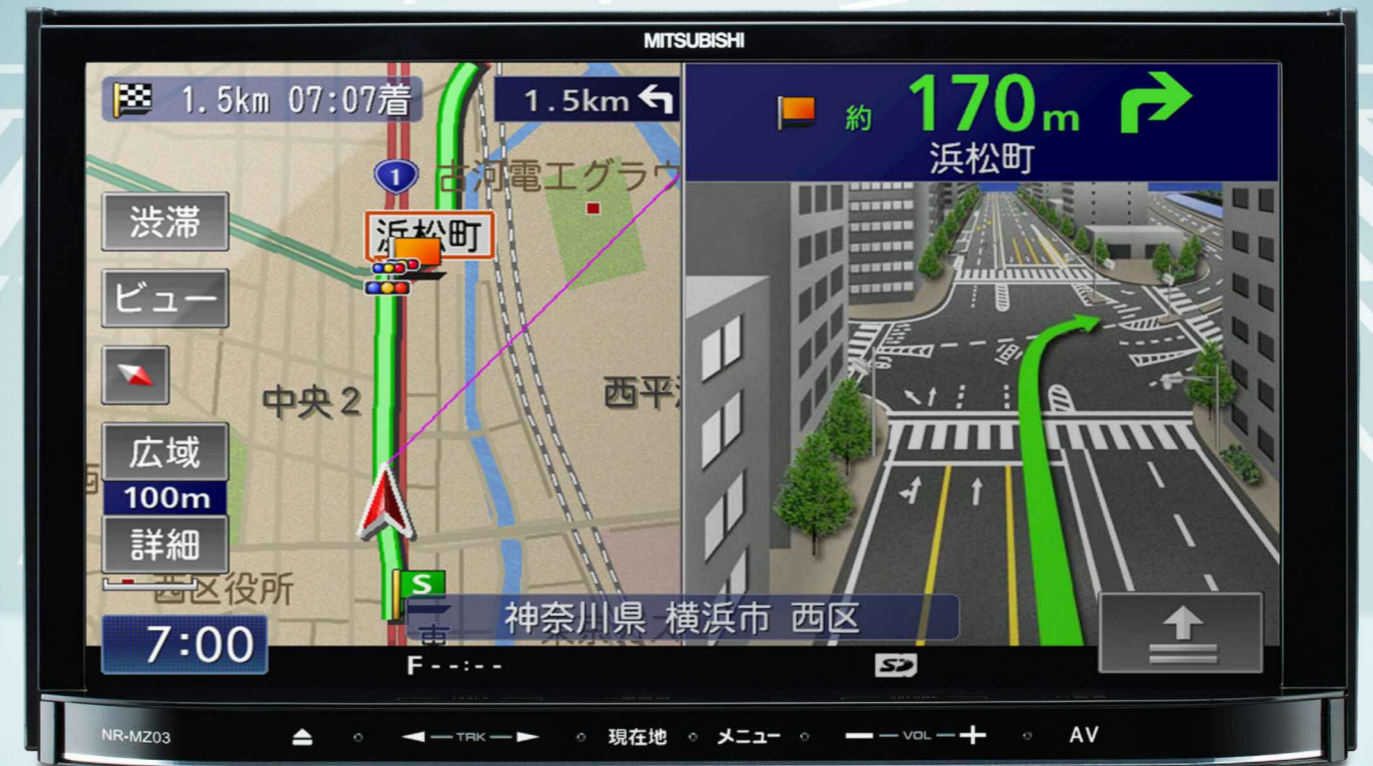 MITSUBISHI
1.5km 07:07着
1.5km
約 170m
浜松町
1
古河電工グラウ
浜松町
渋滞
ビュー
中央2
西平
広域
100m
詳細
西区役所
S
神奈川県 横浜市 西区
7:00
F--:--
SD
NR-MZ03
TRK
現在地
メニュー
VOL
AV